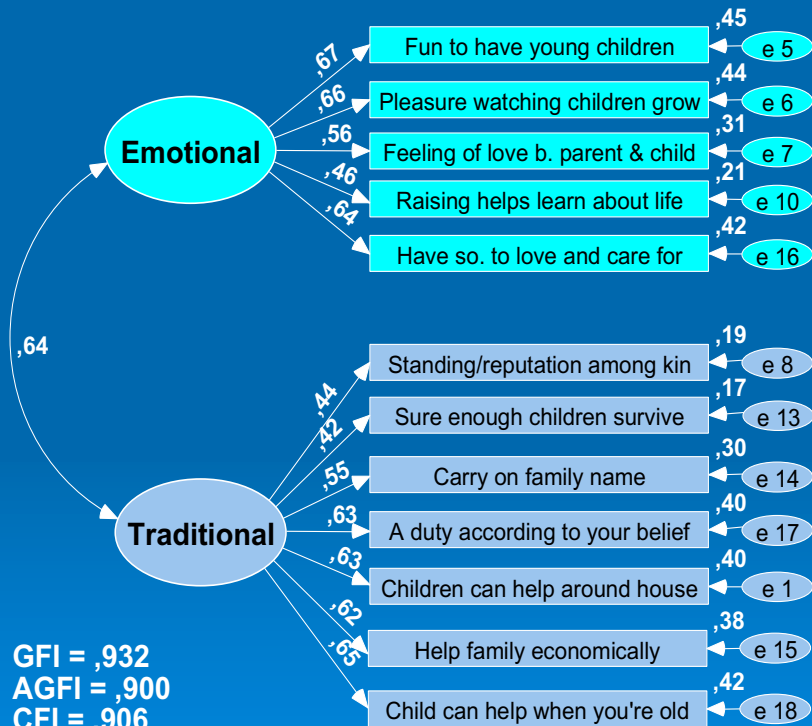 ,45
,67
Fun to have young children
e 5
,44
,66
Pleasure watching children grow
e 6
,31
Emotional
,56
Feeling of love b. parent & child
e 7
,21
,46
Raising helps learn about life
e 10
,42
,64
Have so. to love and care for
e 16
,64
,19
,44
Standing/reputation among kin
e 8
,17
,42
Sure enough children survive
e 13
,30
,55
Carry on family name
e 14
,40
Traditional
,63
A duty according to your belief
e 17
,40
,63
Children can help around house
e 1
,38
,62
Help family economically
e 15
,42
,65
Child can help when you're old
e 18
GFI = ,932
AGFI = ,900
CFI = ,906